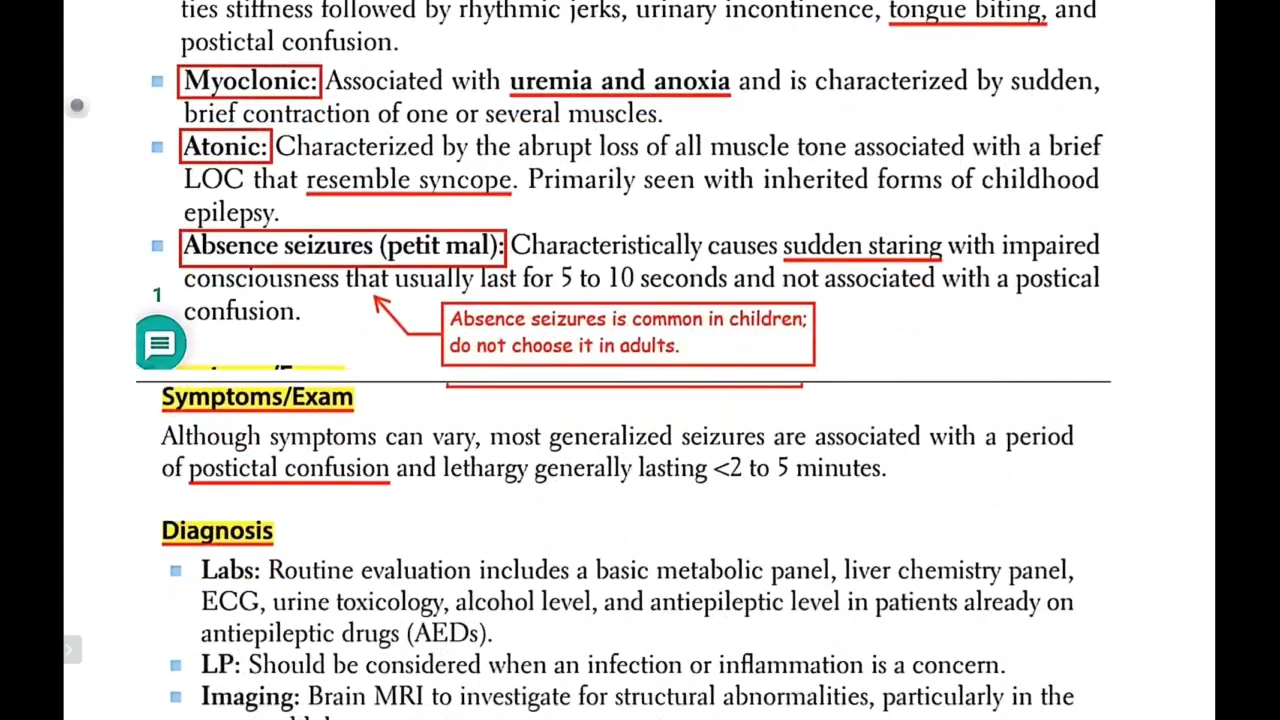 ties stiffness followed by rhythmic jerks, urinary incontinence, tongue biting, and
postictal confusion.
Myoclonic: Associated with uremia and anoxia and is characterized by sudden,
brief contraction of one or several muscles.
Atonic: Characterized by the abrupt loss of all muscle tone associated with a brief
LOC that resemble syncope. Primarily seen with inherited forms of childhood
epilepsy.
Absence seizures (petit mal): Characteristically causes sudden staring with impaired
consciousness that usually last for 5 to 10 seconds and not associated with a postical
1
confusion.
Absence seizures is common in children;
do not choose it in adults.
Symptoms/Exam
Although symptoms can vary, most generalized seizures are associated with a period
of postictal confusion and lethargy generally lasting <2 to 5 minutes.
Diagnosis
Labs: Routine evaluation includes a basic metabolic panel, liver chemistry panel,
ECG, urine toxicology, alcohol level, and antiepileptic level in patients already on
antiepileptic drugs (AEDs).
LP: Should be considered when an infection or inflammation is a concern.
Imaging: Brain MRI to investigate for structural abnormalities, particularly in the